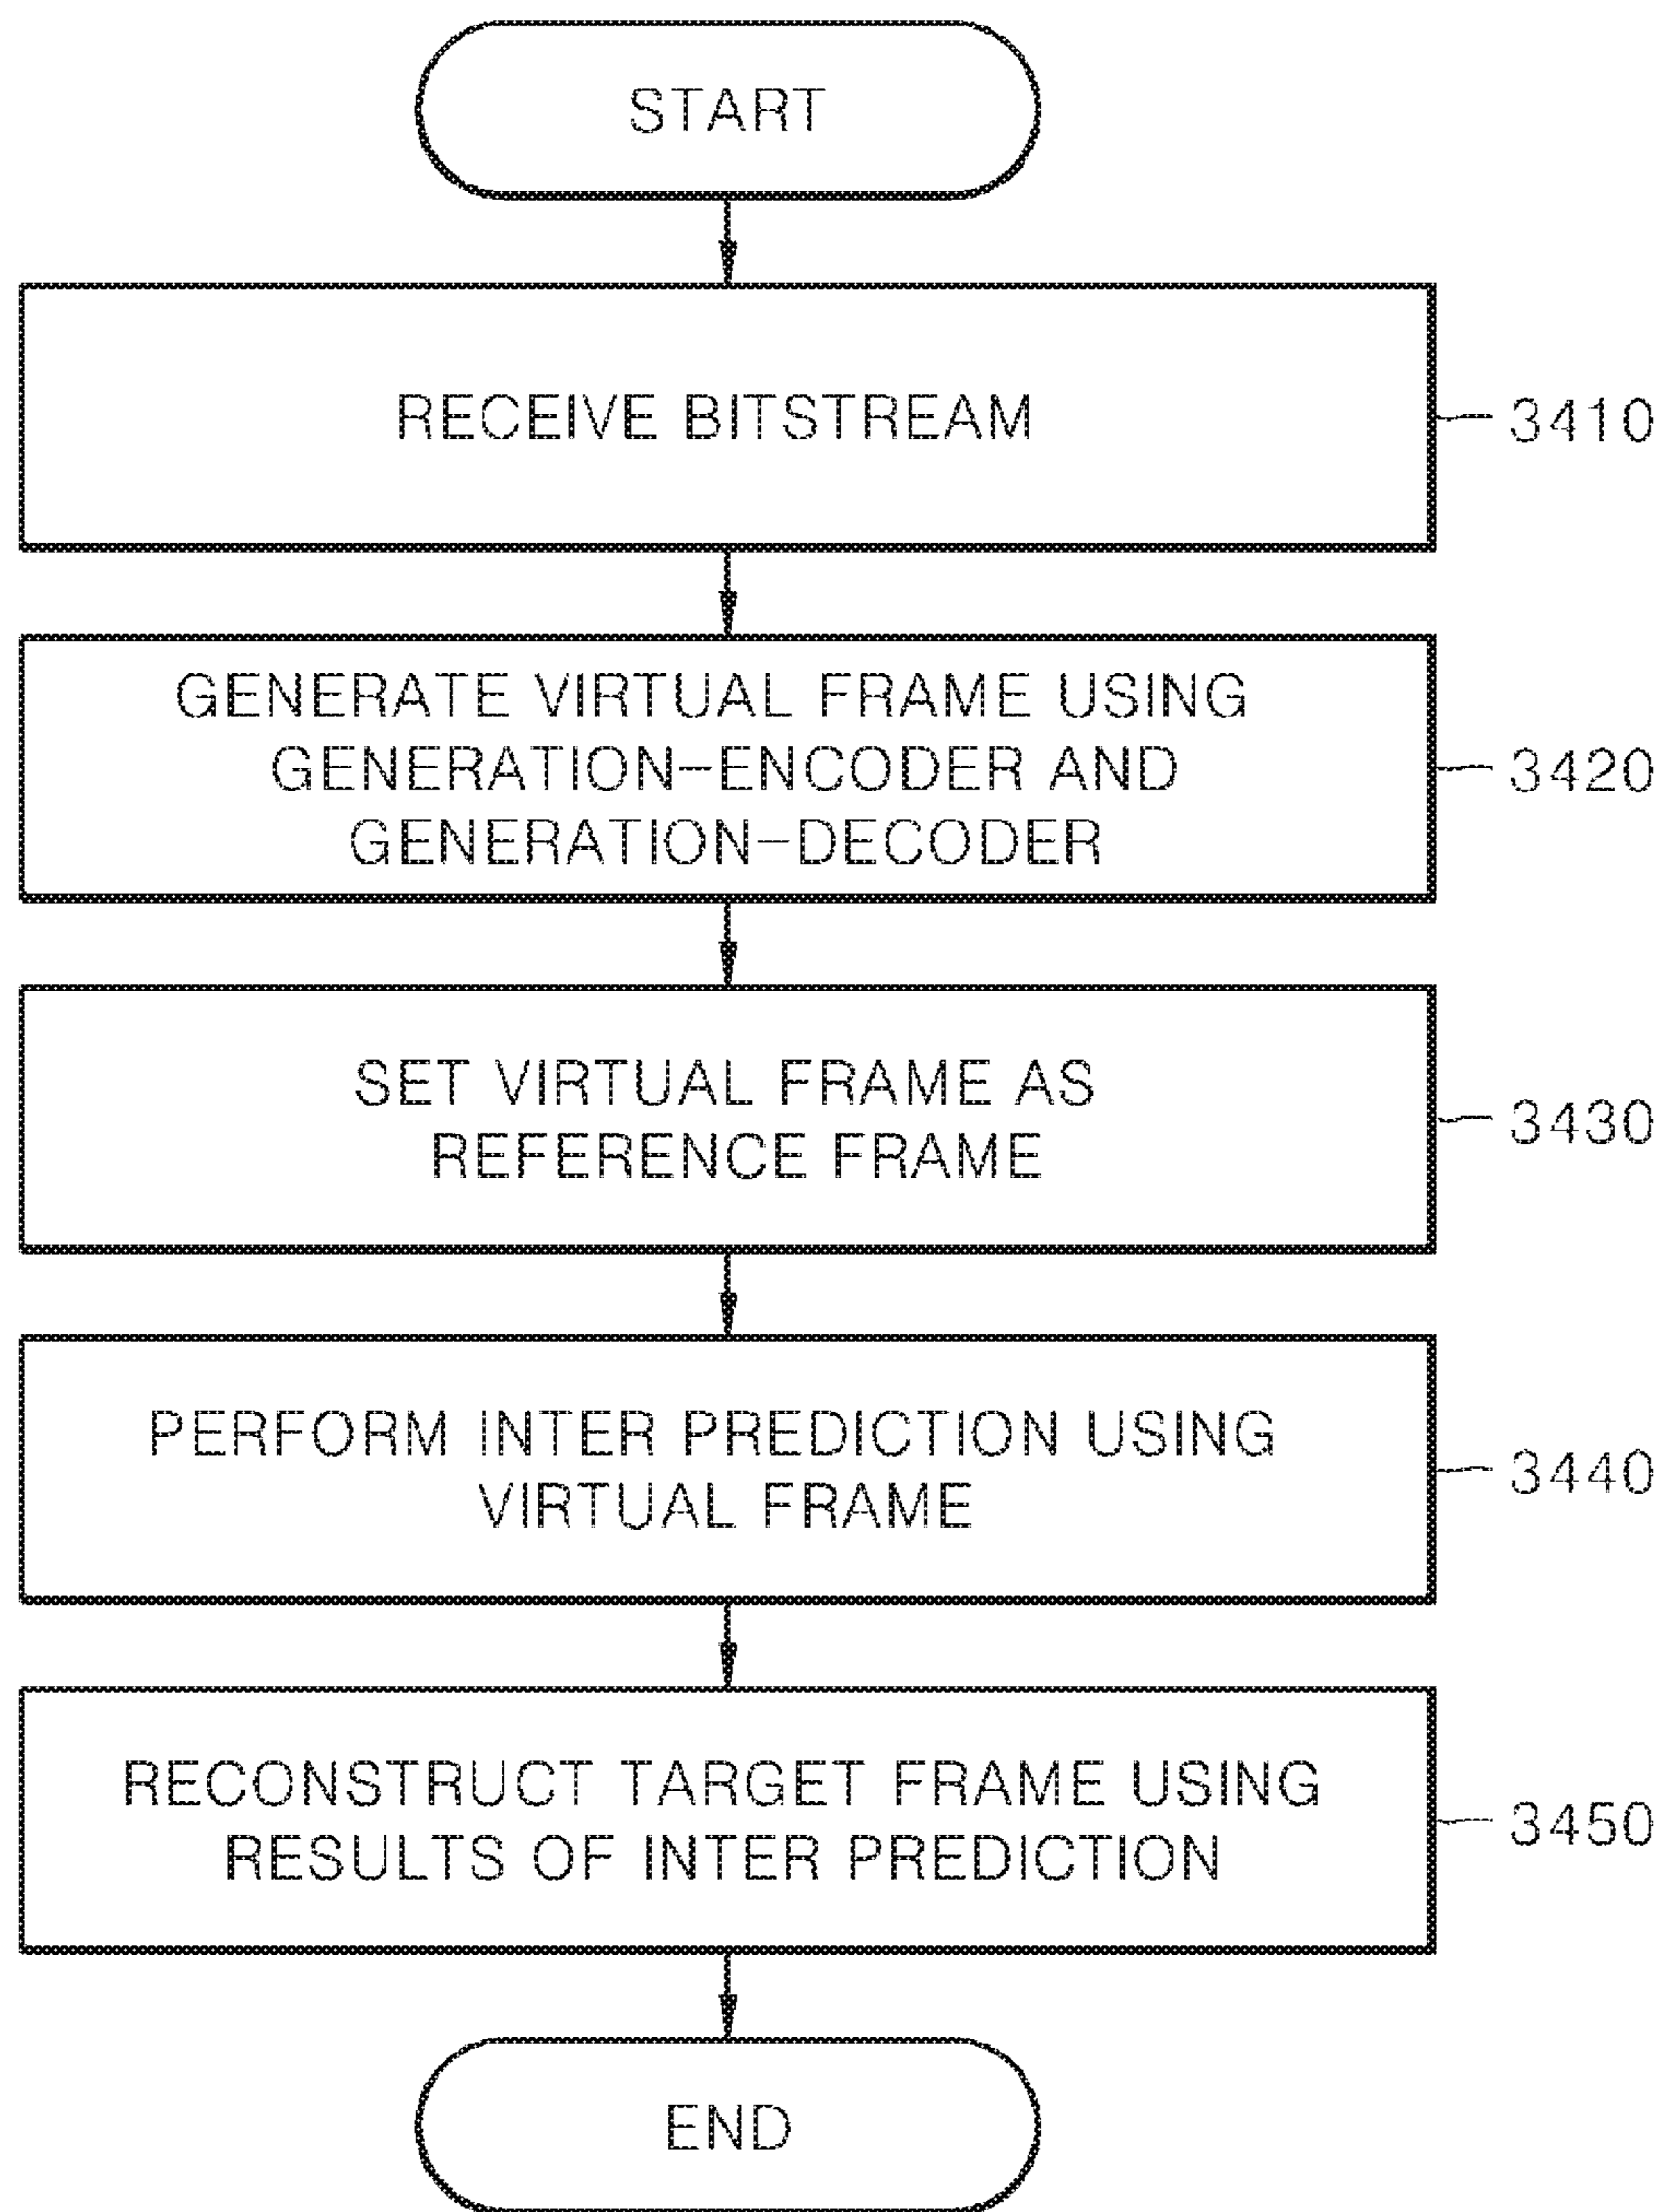 START
RECEIVE BITSTREAM
3410
GENERATE VIRTUAL FRAME USING
GENERATION-ENCODER AND
GENERATION-DECODER
3420
SET VIRTUAL FRAME AS
REFERENCE FRAME
3430
PERFORM INTER PREDICTION USING
VIRTUAL FRAME
3440
RECONSTRUCT TARGET FRAME USING
RESULTS OF INTER PREDICTION
3450
END